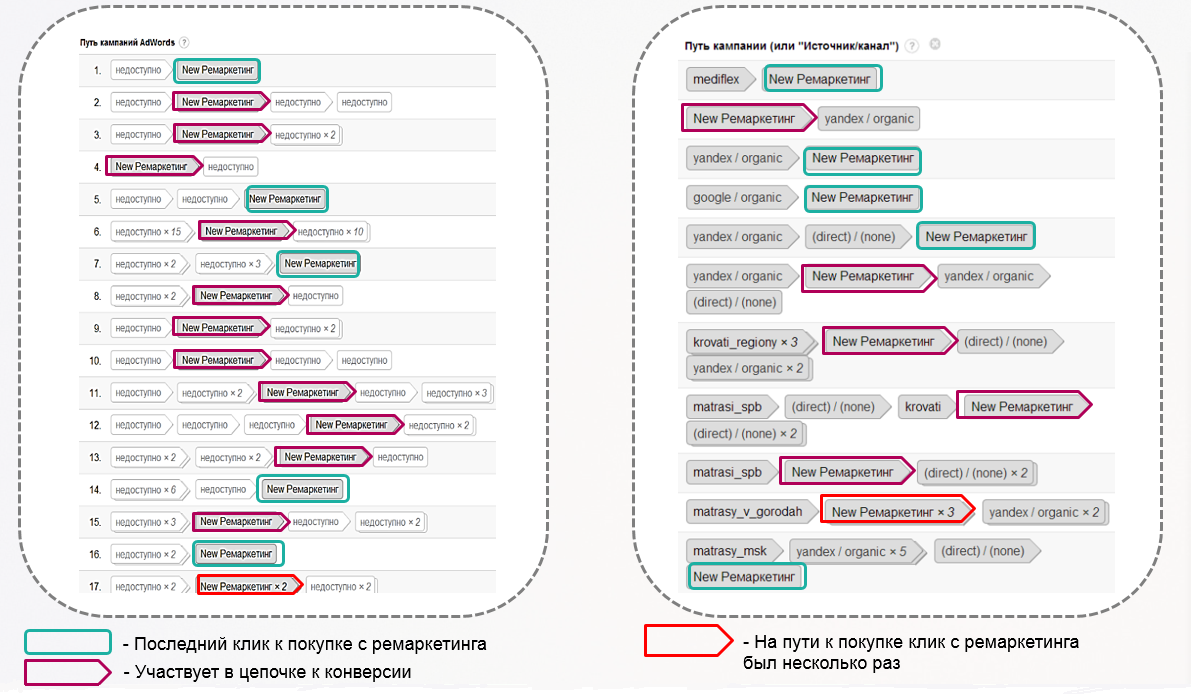 Путь кампаний AdWords ?
1. недоступно New Ремаркетинг
2. недоступно New Ремаркетинг недоступно недоступно
3. недоступно New Ремаркетинг недоступно × 2
4. New Ремаркетинг недоступно
5. недоступно недоступно New Ремаркетинг
6. недоступно × 15 New Ремаркетинг недоступно × 10
7. недоступно × 2 недоступно × 3 New Ремаркетинг
8. недоступно × 2 New Ремаркетинг недоступно
9. недоступно New Ремаркетинг недоступно × 2
10. недоступно New Ремаркетинг недоступно недоступно
11. недоступно недоступно × 2 New Ремаркетинг недоступно недоступно × 3
12. недоступно недоступно недоступно New Ремаркетинг недоступно × 2
13. недоступно × 2 недоступно × 2 New Ремаркетинг недоступно
14. недоступно × 6 недоступно New Ремаркетинг
15. недоступно × 3 New Ремаркетинг недоступно недоступно × 2
16. недоступно × 2 New Ремаркетинг
17. недоступно × 2 New Ремаркетинг × 2 недоступно × 2
Путь кампании (или "Источник/канал") ?
mediflex New Ремаркетинг
New Ремаркетинг yandex / organic
yandex / organic New Ремаркетинг
google / organic New Ремаркетинг
yandex / organic (direct) / (none) New Ремаркетинг
yandex / organic New Ремаркетинг yandex / organic
(direct) / (none)
krovati_regiony × 3 New Ремаркетинг (direct) / (none)
yandex / organic × 2
matrasi_spb (direct) / (none) krovati New Ремаркетинг
(direct) / (none) × 2
matrasi_spb New Ремаркетинг (direct) / (none) × 2
matrasy_v_gorodah New Ремаркетинг × 3 yandex / organic × 2
matrasy_msk yandex / organic × 5 (direct) / (none)
New Ремаркетинг
- Последний клик к покупке с ремаркетинга
- Участвует в цепочке к конверсии
- На пути к покупке клик с ремаркетинга
был несколько раз